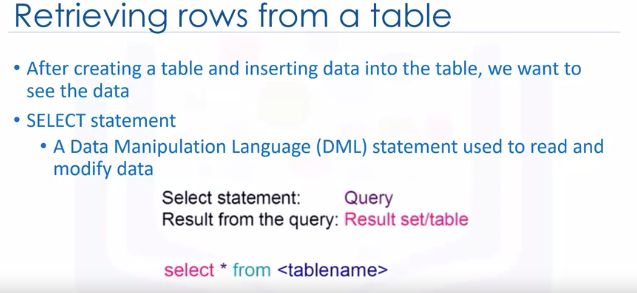 Retrieving rows from a table
• After creating a table and inserting data into the table, we want to
see the data
• SELECT statement
• A Data Manipulation Language (DML) statement used to read and
modify data
Select statement: Query
Result from the query: Result set/table
select * from <tablename>